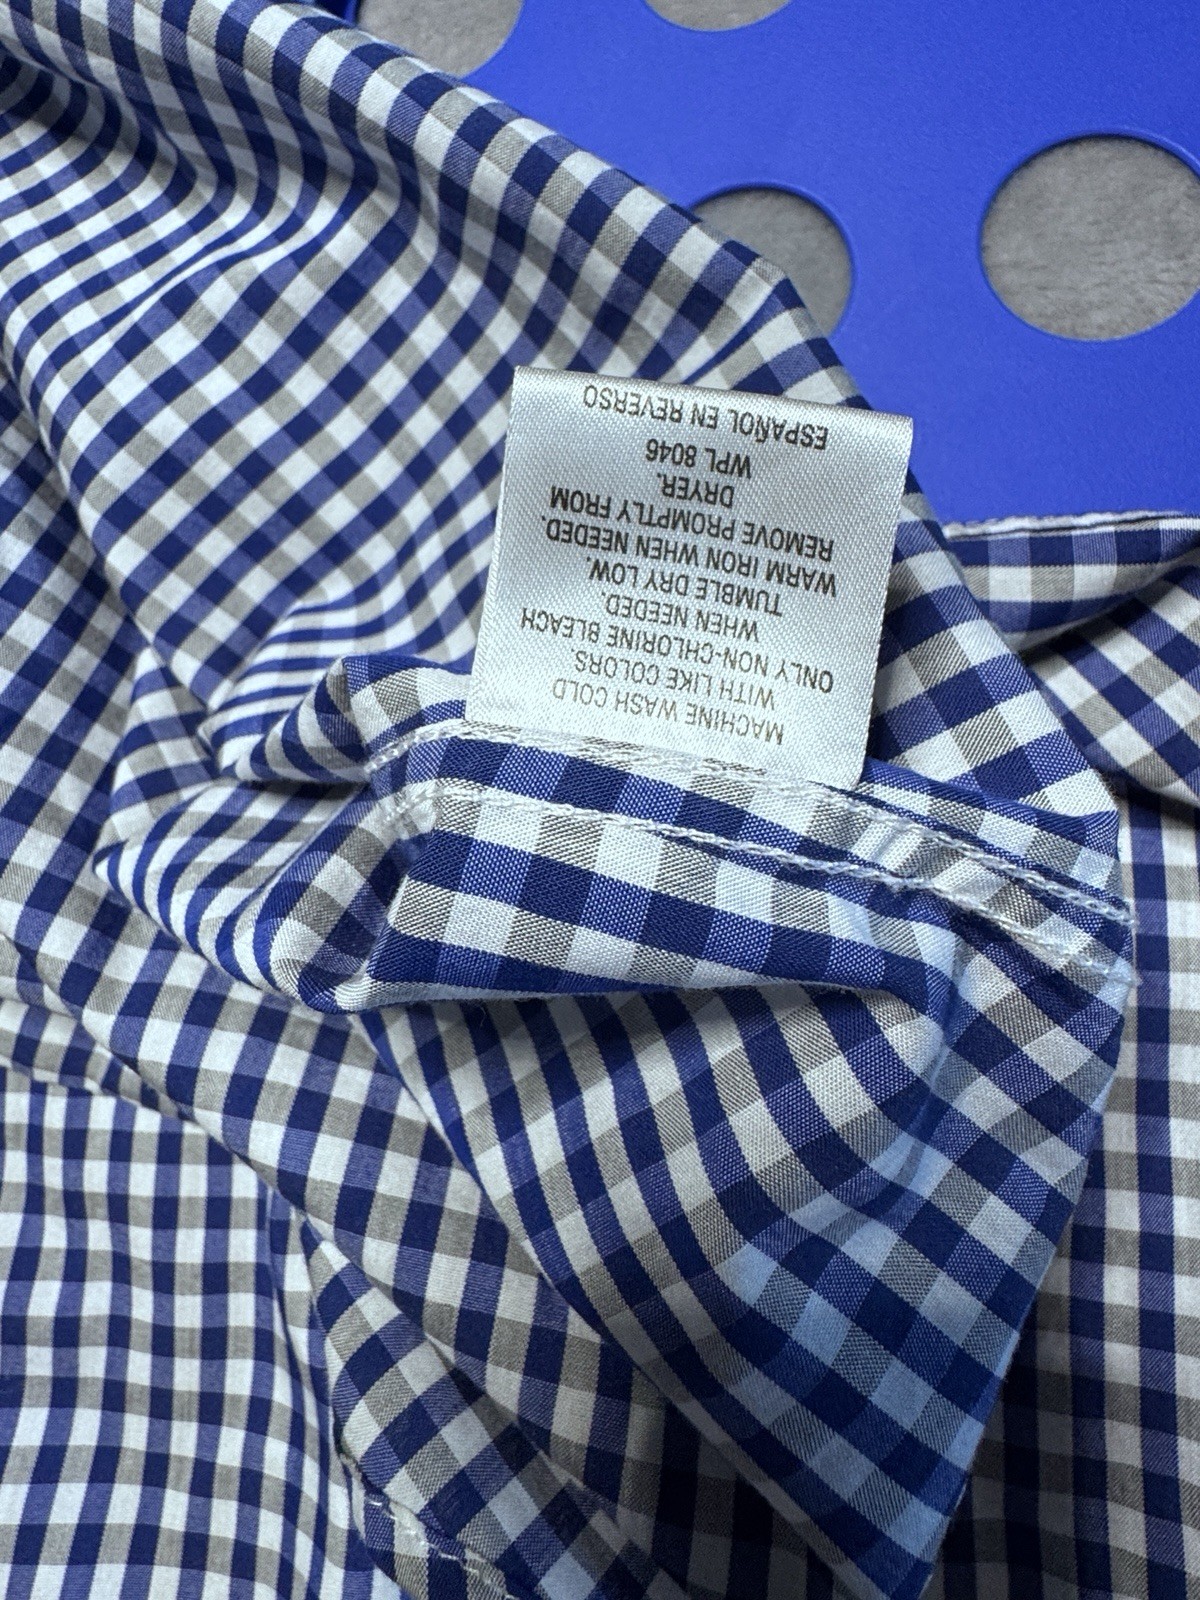 MACHINE WASH COLD
WITH LIKE COLORS.
ONLY NON-CHLORINE BLEACH
WHEN NEEDED.
TUMBLE DRY LOW.
WARM IRON WHEN NEEDED.
REMOVE PROMPTLY FROM
DRYER.
WPL 8046
ESPAÑOL EN REVERSO